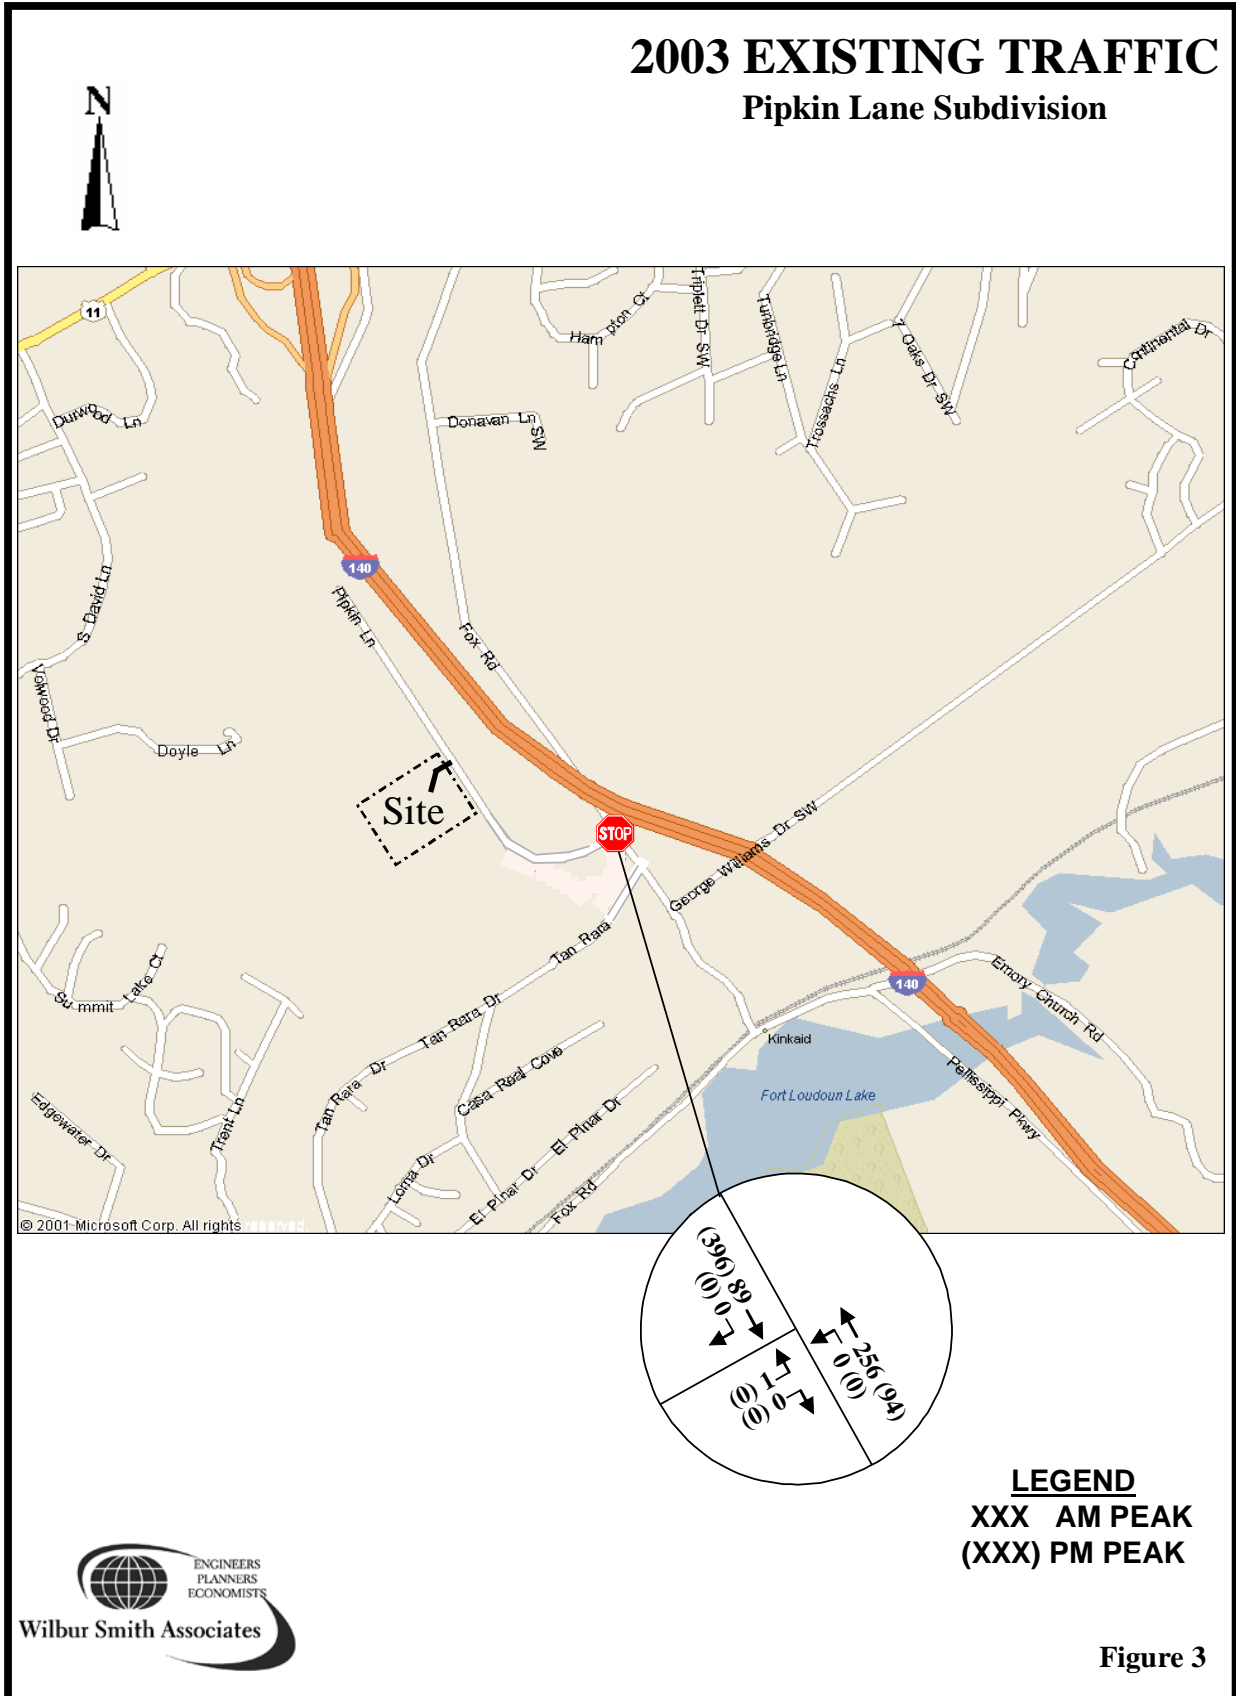 2003 EXISTING TRAFFIC
Pipkin Lane Subdivision
N
11
Hampton Ct
Triplett Dr SW
Tunbridge Ln
7 Oaks Dr SW
Continental Dr
Trossachs Ln
Durwood Ln
Donavan Ln SW
140
S David Ln
Pipkin Ln
Fox Rd
Volwood Dr
Doyle Ln
Site
STOP
George Williams Dr SW
Tan Rara
Summit Lake Ct
140
Emory Church Rd
Tan Rara Dr
Kinkaid
Tan Rara Dr
Casa Real Cove
Fort Loudoun Lake
Pellissippi Pkwy
Edgewater Dr
Trent Ln
El Pinar Dr
Loma Dr
El Pinar Dr
Fox Rd
© 2001 Microsoft Corp. All rights reserved.
(396) 89
(0) 0
256 (94)
0 (0)
(0) 1
(0) 0
LEGEND
XXX AM PEAK
(XXX) PM PEAK
ENGINEERS
PLANNERS
ECONOMISTS
Wilbur Smith Associates
Figure 3